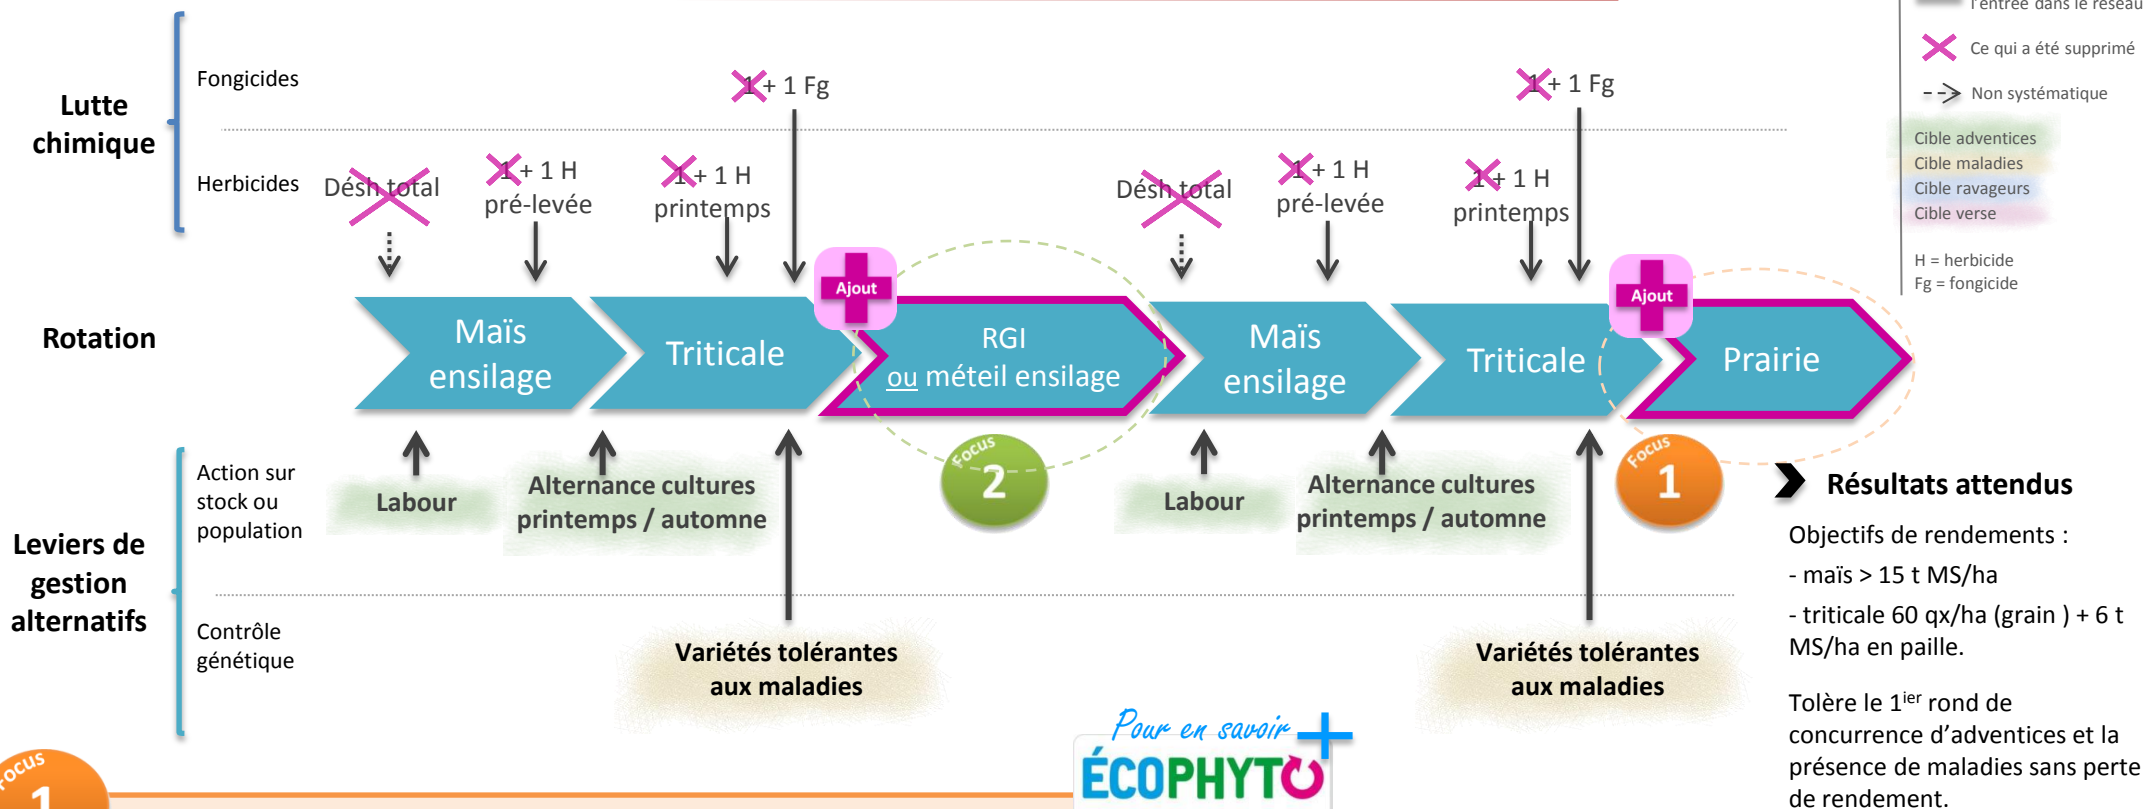 l'entrée dans le réseau
Ce qui a été supprimé
Non systématique
Cible adventices
Cible maladies
Cible ravageurs
Cible verse
H = herbicide
Fg = fongicide
Lutte
chimique
Fongicides
1 + 1 Fg
1 + 1 Fg
Herbicides
Désh total
1 + 1 H
pré-levée
1 + 1 H
printemps
Désh total
1 + 1 H
pré-levée
1 + 1 H
printemps
Rotation
Maïs
ensilage
Triticale
Ajout
RGI
ou méteil ensilage
Maïs
ensilage
Triticale
Ajout
Prairie
Leviers de
gestion
alternatifs
Action sur
stock ou
population
Labour
Alternance cultures
printemps / automne
Focus
2
Labour
Alternance cultures
printemps / automne
Focus
1
Contrôle
génétique
Variétés tolérantes
aux maladies
Variétés tolérantes
aux maladies
Résultats attendus
Objectifs de rendements :
- maïs > 15 t MS/ha
- triticale 60 qx/ha (grain ) + 6 t
MS/ha en paille.
Tolère le 1ier rond de
concurrence d'adventices et la
présence de maladies sans perte
de rendement.
Pour en savoir +
ÉCOPHYTO
Focus
1